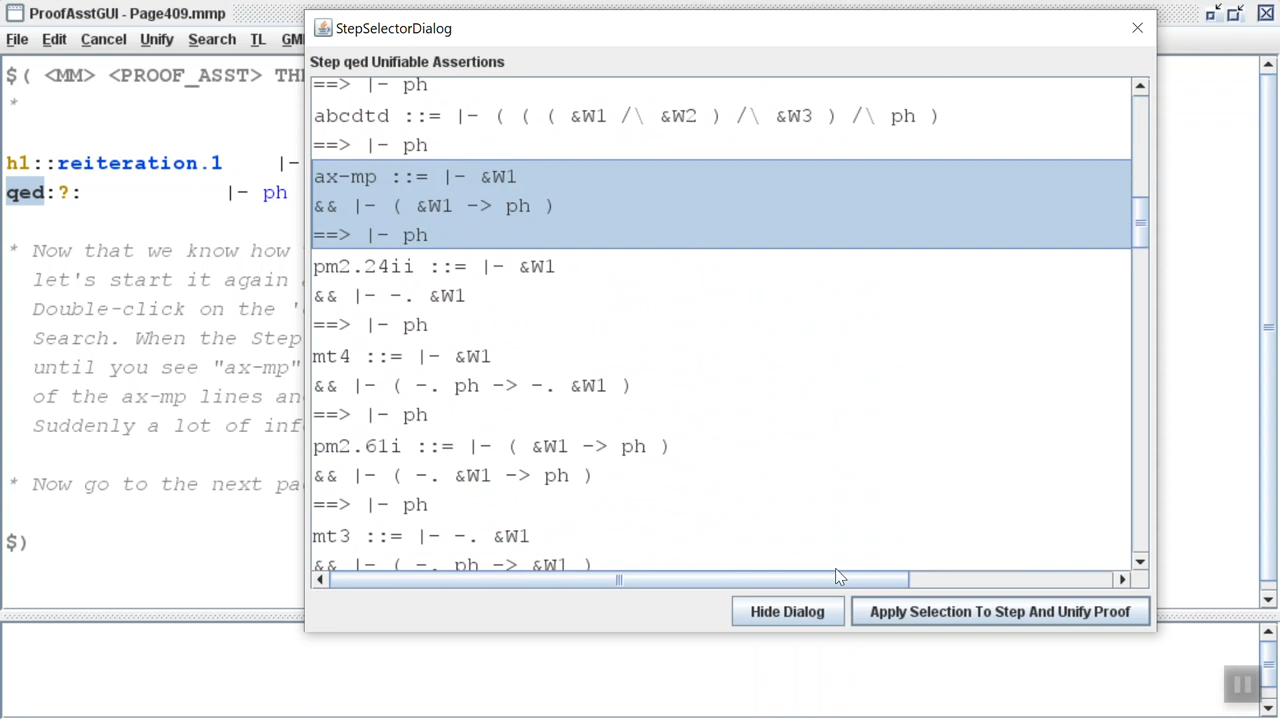 ProofAsstGUI - Page409.mmp
File Edit Cancel Unify Search TL GM
$( <MM> <PROOF_ASST> THE
*
h1::reiteration.1 |-
qed:?: |- ph
* Now that we know how
let's start it again
Double-click on the '
Search. When the Step
until you see "ax-mp"
of the ax-mp lines an
Suddenly a lot of inf
* Now go to the next pa
$)
StepSelectorDialog
Step qed Unifiable Assertions
==> |- ph
abcdtd ::= |- ( ( ( &W1 /\ &W2 ) /\ &W3 ) /\ ph )
==> |- ph
ax-mp ::= |- &W1
&& |- ( &W1 -> ph )
==> |- ph
pm2.24ii ::= |- &W1
&& |- -. &W1
==> |- ph
mt4 ::= |- &W1
&& |- ( -. ph -> -. &W1 )
==> |- ph
pm2.61i ::= |- ( &W1 -> ph )
&& |- ( -. &W1 -> ph )
==> |- ph
mt3 ::= |- -. &W1
&& |- ( -. ph -> &W1 )
Hide Dialog Apply Selection To Step And Unify Proof